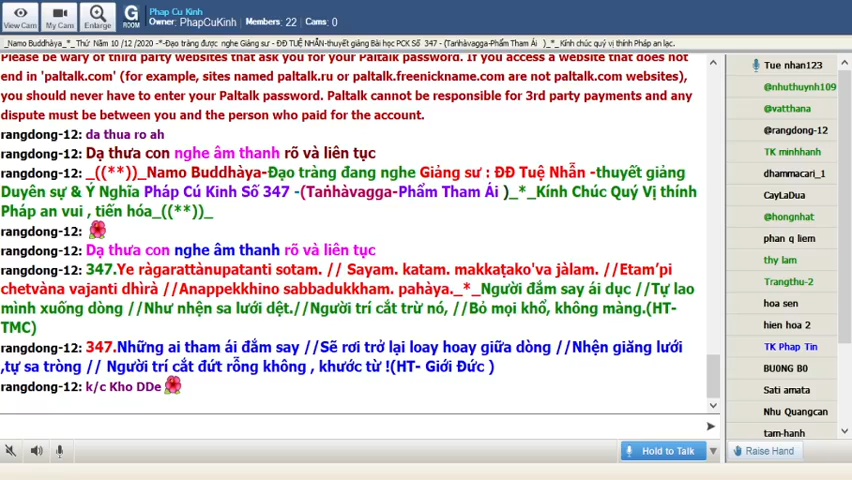 Phap Cu Kinh
Owner: PhapCuKinh Members: 22 Cams: 0
View Cam My Cam Enlarge G ROOM
_Namo Buddhàya_*_ Thứ Năm 10 /12 /2020 -*-Đạo tràng được nghe Giảng sư - ĐĐ TUỆ NHẪN-thuyết giảng Bài học PCK Số 347 - (Taṅhàvagga-Phẩm Tham Ái )_*_ Kính chúc quý vị thính Pháp an lạc.
Please be wary of third party websites that ask you for your Paltalk password. If you access a website that does not
end in 'paltalk.com' (for example, sites named paltalk.ru or paltalk.freenickname.com are not paltalk.com websites),
you should never have to enter your Paltalk password. Paltalk cannot be responsible for 3rd party payments and any
dispute must be between you and the person who paid for the account.
rangdong-12: da thua ro ah
rangdong-12: Dạ thưa con nghe âm thanh rõ và liên tục
rangdong-12: _((**))_Namo Buddhàya-Đạo tràng đang nghe Giảng sư : ĐĐ Tuệ Nhẫn -thuyết giảng
Duyên sự & Ý Nghĩa Pháp Cú Kinh Số 347 -(Taṅhàvagga-Phẩm Tham Ái )_*_Kính Chúc Quý Vị thính
Pháp an vui , tiến hóa_((**))_
rangdong-12:
rangdong-12: Dạ thưa con nghe âm thanh rõ và liên tục
rangdong-12: 347.Ye ràgarattànupatanti sotam. // Sayam. katam. makkaṭako'va jàlam. //Etam'pi
chetvàna vajanti dhìrà //Anappekkhino sabbadukkham. pahàya._*_Người đắm say ái dục //Tự lao
mình xuống dòng //Như nhện sa lưới dệt.//Người trí cắt trừ nó, //Bỏ mọi khổ, không màng.(HT-
TMC)
rangdong-12: 347.Những ai tham ái đắm say //Sẽ rơi trở lại loay hoay giữa dòng //Nhện giăng lưới
,tự sa tròng // Người trí cắt đứt rỗng không , khước từ !(HT- Giới Đức )
rangdong-12: k/c Kho DDe
Hold to Talk
Raise Hand
Tue nhan123
@nhuthuynh109
@vatthana
@rangdong-12
TK minhhanh
dhammacari_1
CayLaDua
@hongnhat
phan q liem
thy lam
Trangthu-2
hoa sen
hien hoa 2
TK Phap Tin
BU0NG B0
Sati amata
Nhu Quangcan
tam-hanh